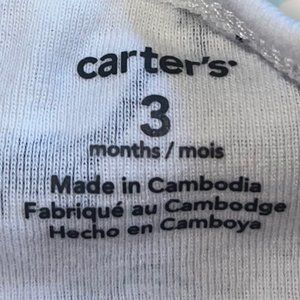 carter's
3
months / mois
Made in Cambodia
Fabriqué au Cambodge
Hecho en Camboya